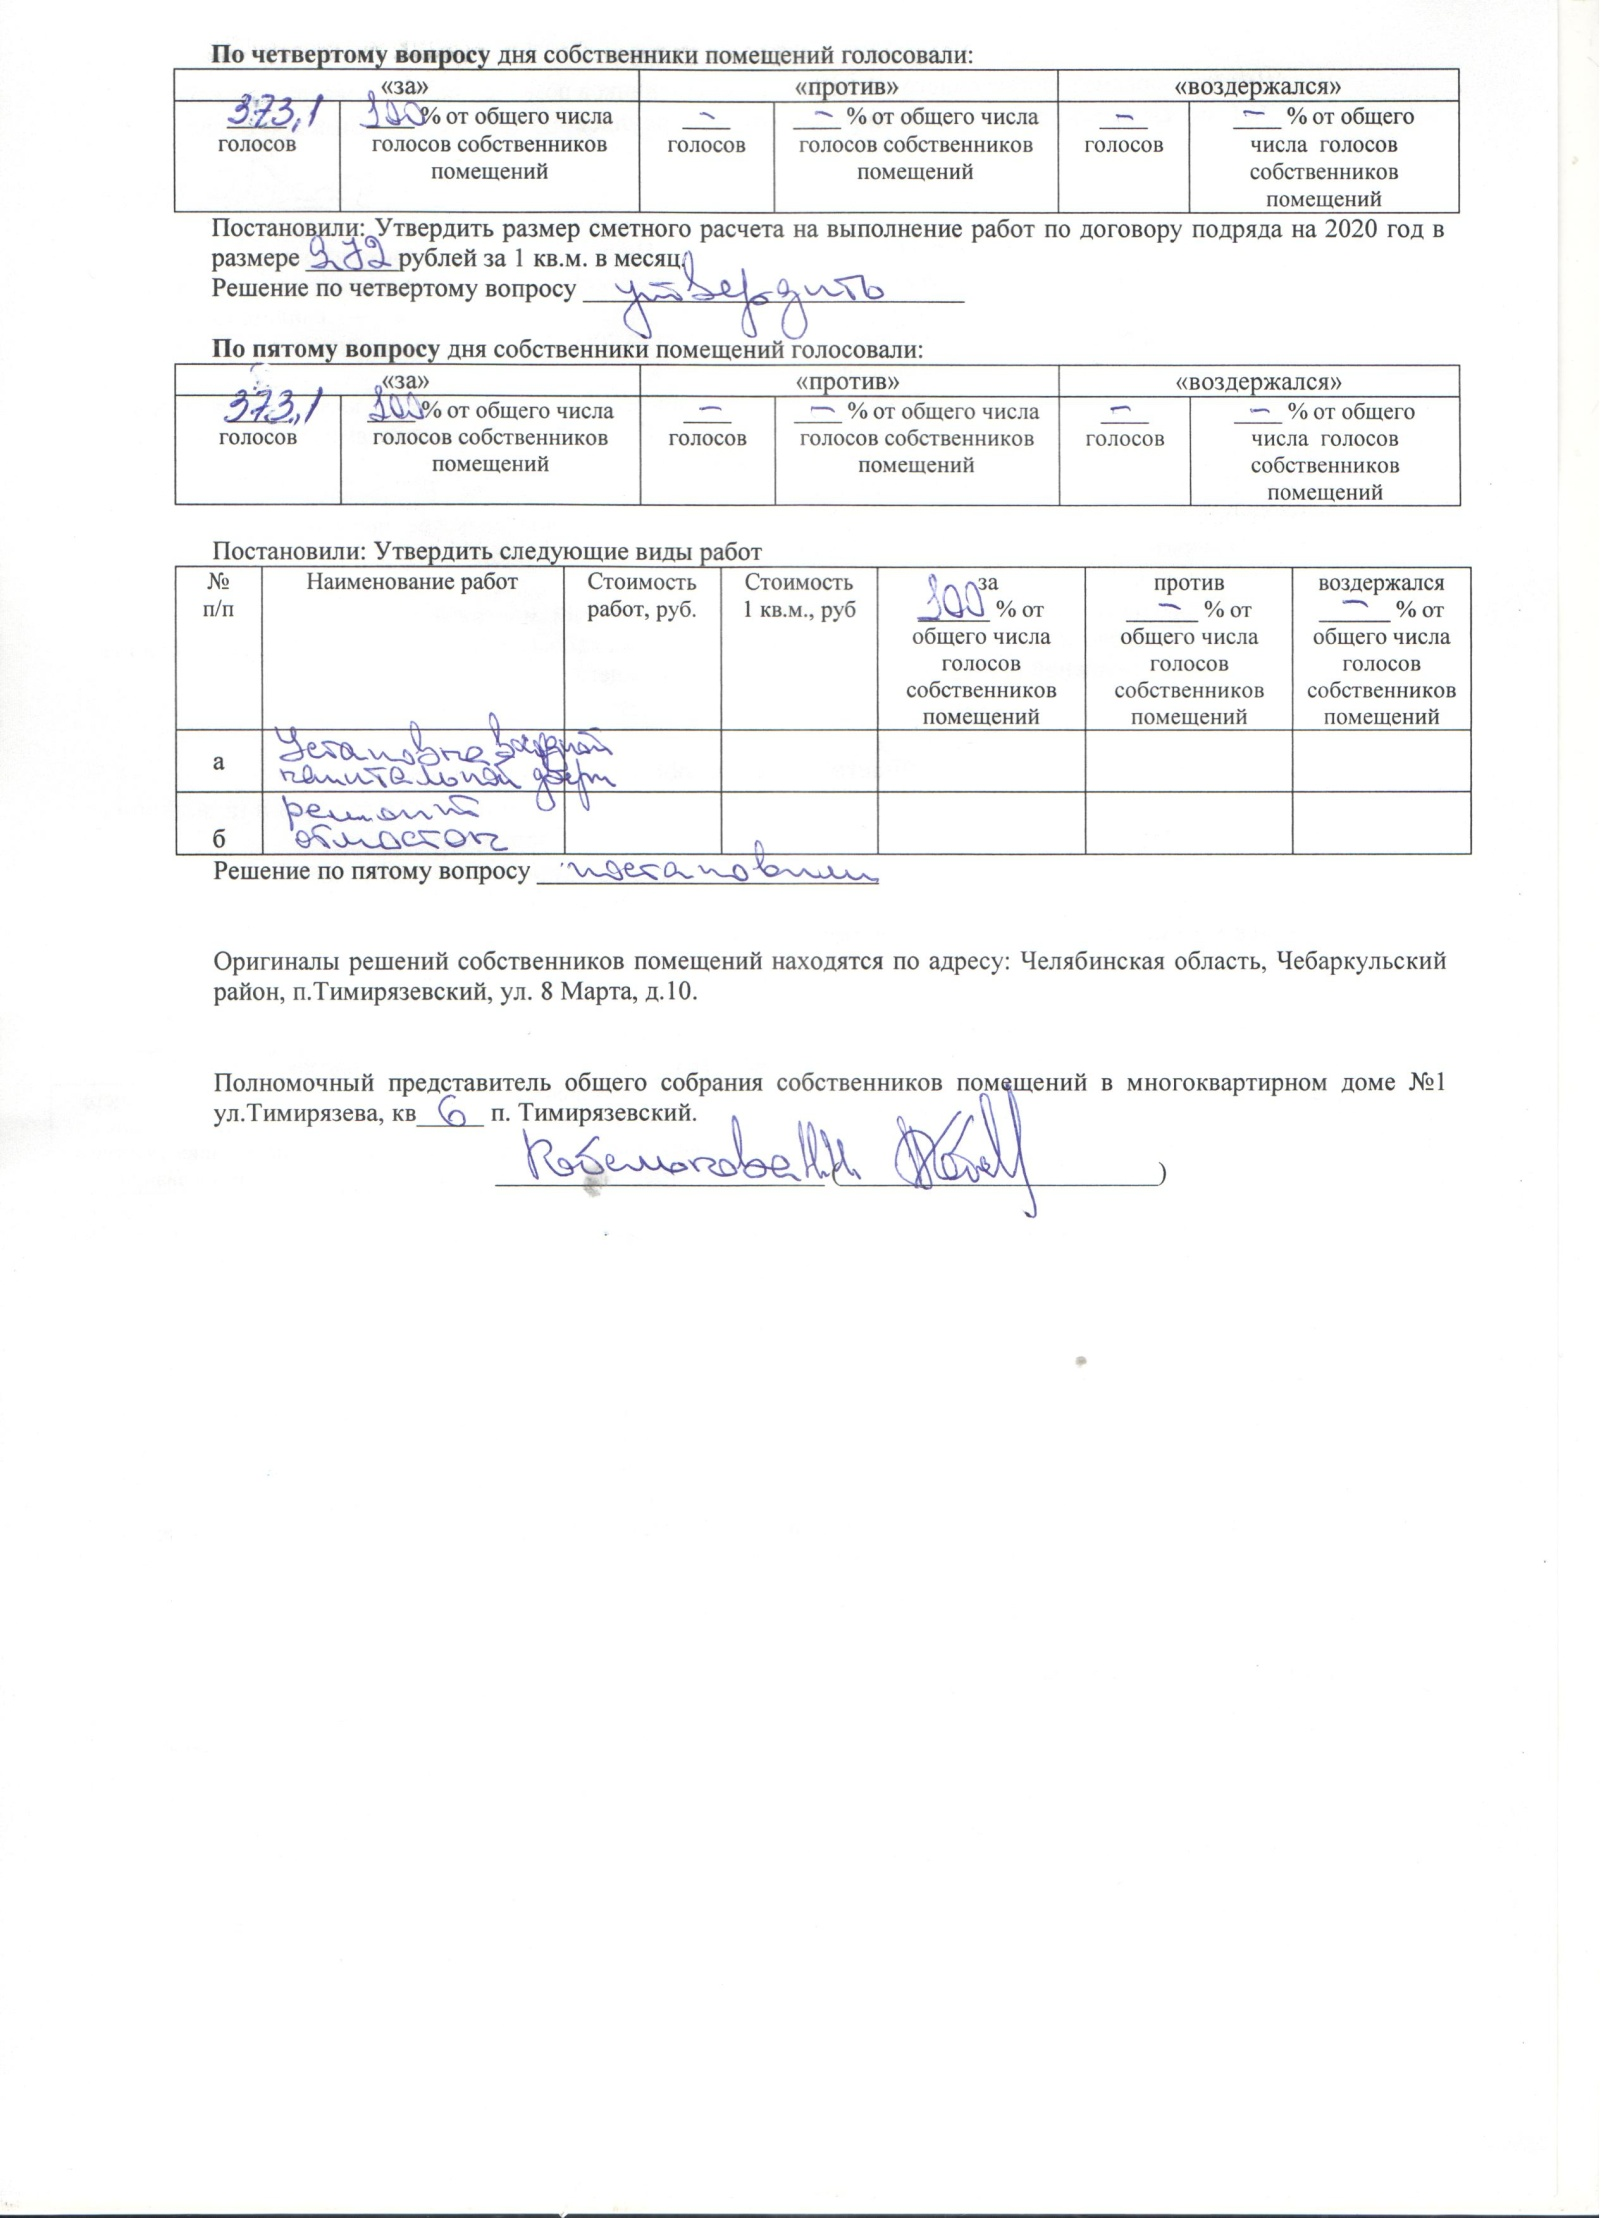 По четвертому вопросу дня собственники помещений голосовали:
«за» «против» «воздержался»
373,1 голосов 100 % от общего числа голосов собственников помещений — голосов — % от общего числа голосов собственников помещений — голосов — % от общего числа голосов собственников помещений
Постановили: Утвердить размер сметного расчета на выполнение работ по договору подряда на 2020 год в
размере рублей за 1 кв.м. в месяц.
Решение по четвертому вопросу утвердить
По пятому вопросу дня собственники помещений голосовали:
«за» «против» «воздержался»
373,1 голосов 100 % от общего числа голосов собственников помещений — голосов — % от общего числа голосов собственников помещений — голосов — % от общего числа голосов собственников помещений
Постановили: Утвердить следующие виды работ
№ п/п Наименование работ Стоимость работ, руб. Стоимость 1 кв.м., руб за 100 % от общего числа голосов собственников помещений против — % от общего числа голосов собственников помещений воздержался — % от общего числа голосов собственников помещений
а Установка входной
капитальной двери
б ремонт
отмосток
Решение по пятому вопросу постановили
Оригиналы решений собственников помещений находятся по адресу: Челябинская область, Чебаркульский
район, п.Тимирязевский, ул. 8 Марта, д.10.
Полномочный представитель общего собрания собственников помещений в многоквартирном доме №1
ул.Тимирязева, кв 6 п. Тимирязевский.
( )